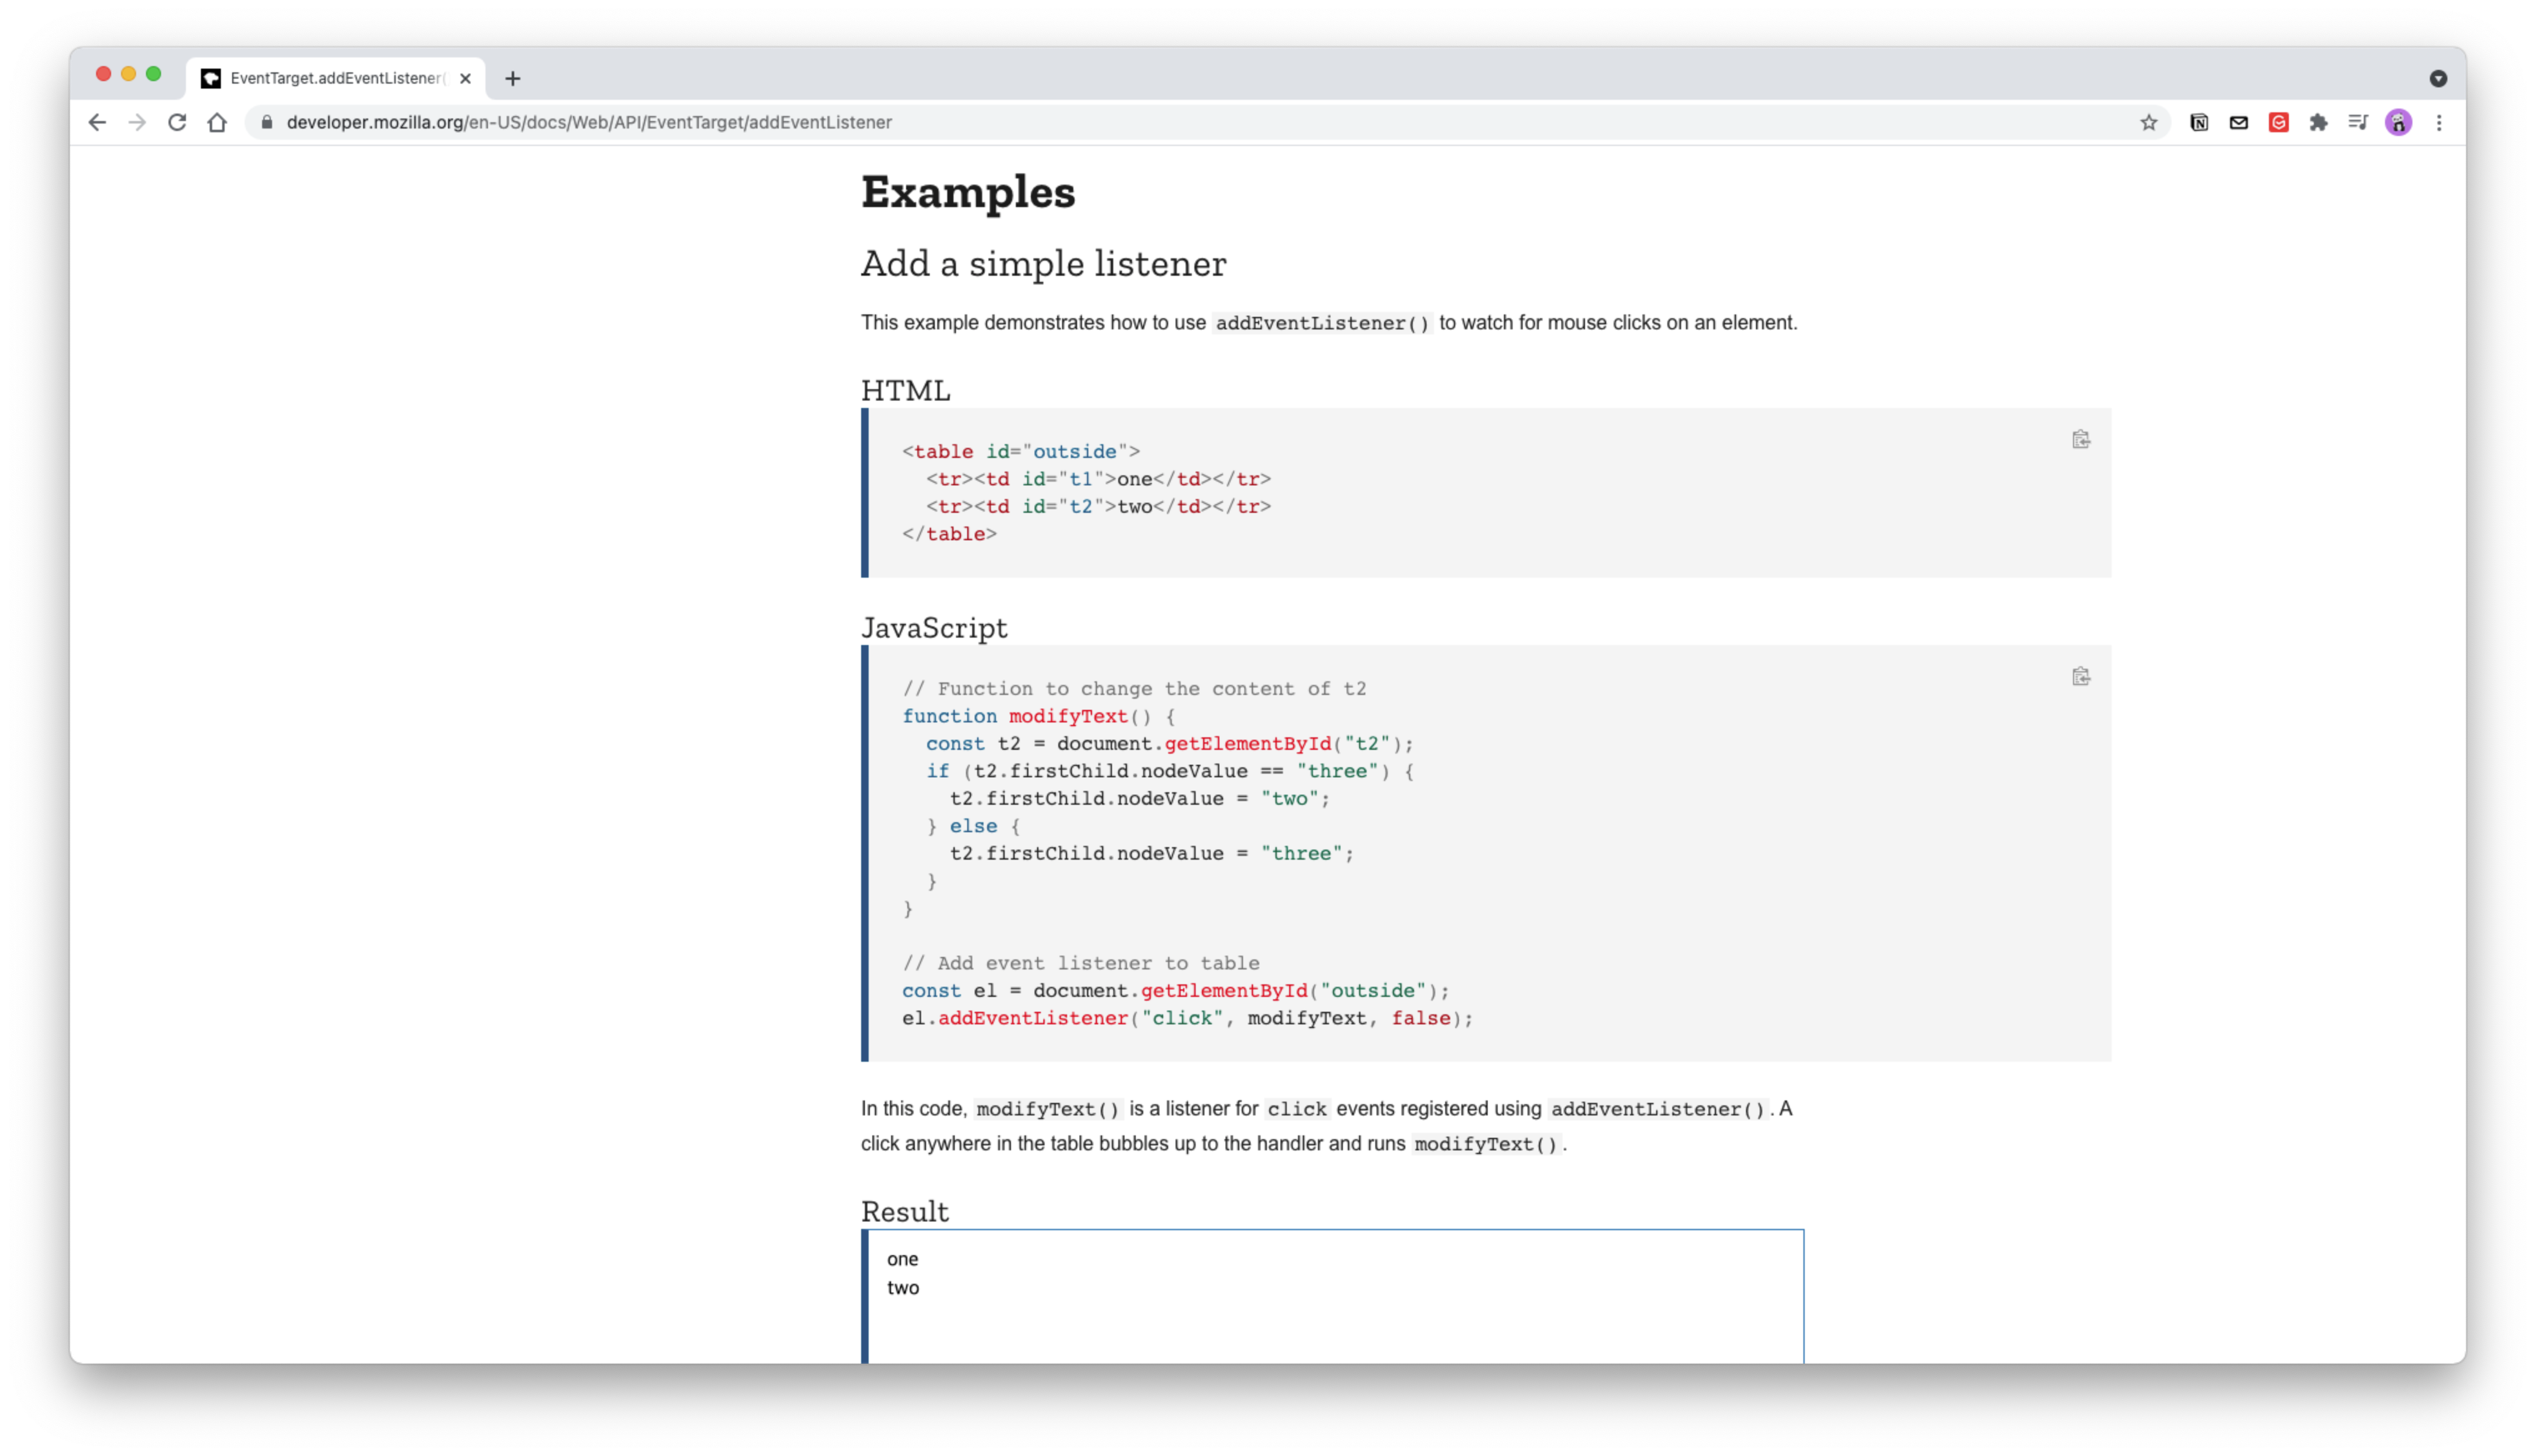 EventTarget.addEventListener(
developer.mozilla.org/en-US/docs/Web/API/EventTarget/addEventListener
Examples
Add a simple listener
This example demonstrates how to use addEventListener() to watch for mouse clicks on an element.
HTML
<table id="outside">
  <tr><td id="t1">one</td></tr>
  <tr><td id="t2">two</td></tr>
</table>
JavaScript
// Function to change the content of t2
function modifyText() {
  const t2 = document.getElementById("t2");
  if (t2.firstChild.nodeValue == "three") {
    t2.firstChild.nodeValue = "two";
  } else {
    t2.firstChild.nodeValue = "three";
  }
}
// Add event listener to table
const el = document.getElementById("outside");
el.addEventListener("click", modifyText, false);
In this code, modifyText() is a listener for click events registered using addEventListener(). A
click anywhere in the table bubbles up to the handler and runs modifyText().
Result
one
two